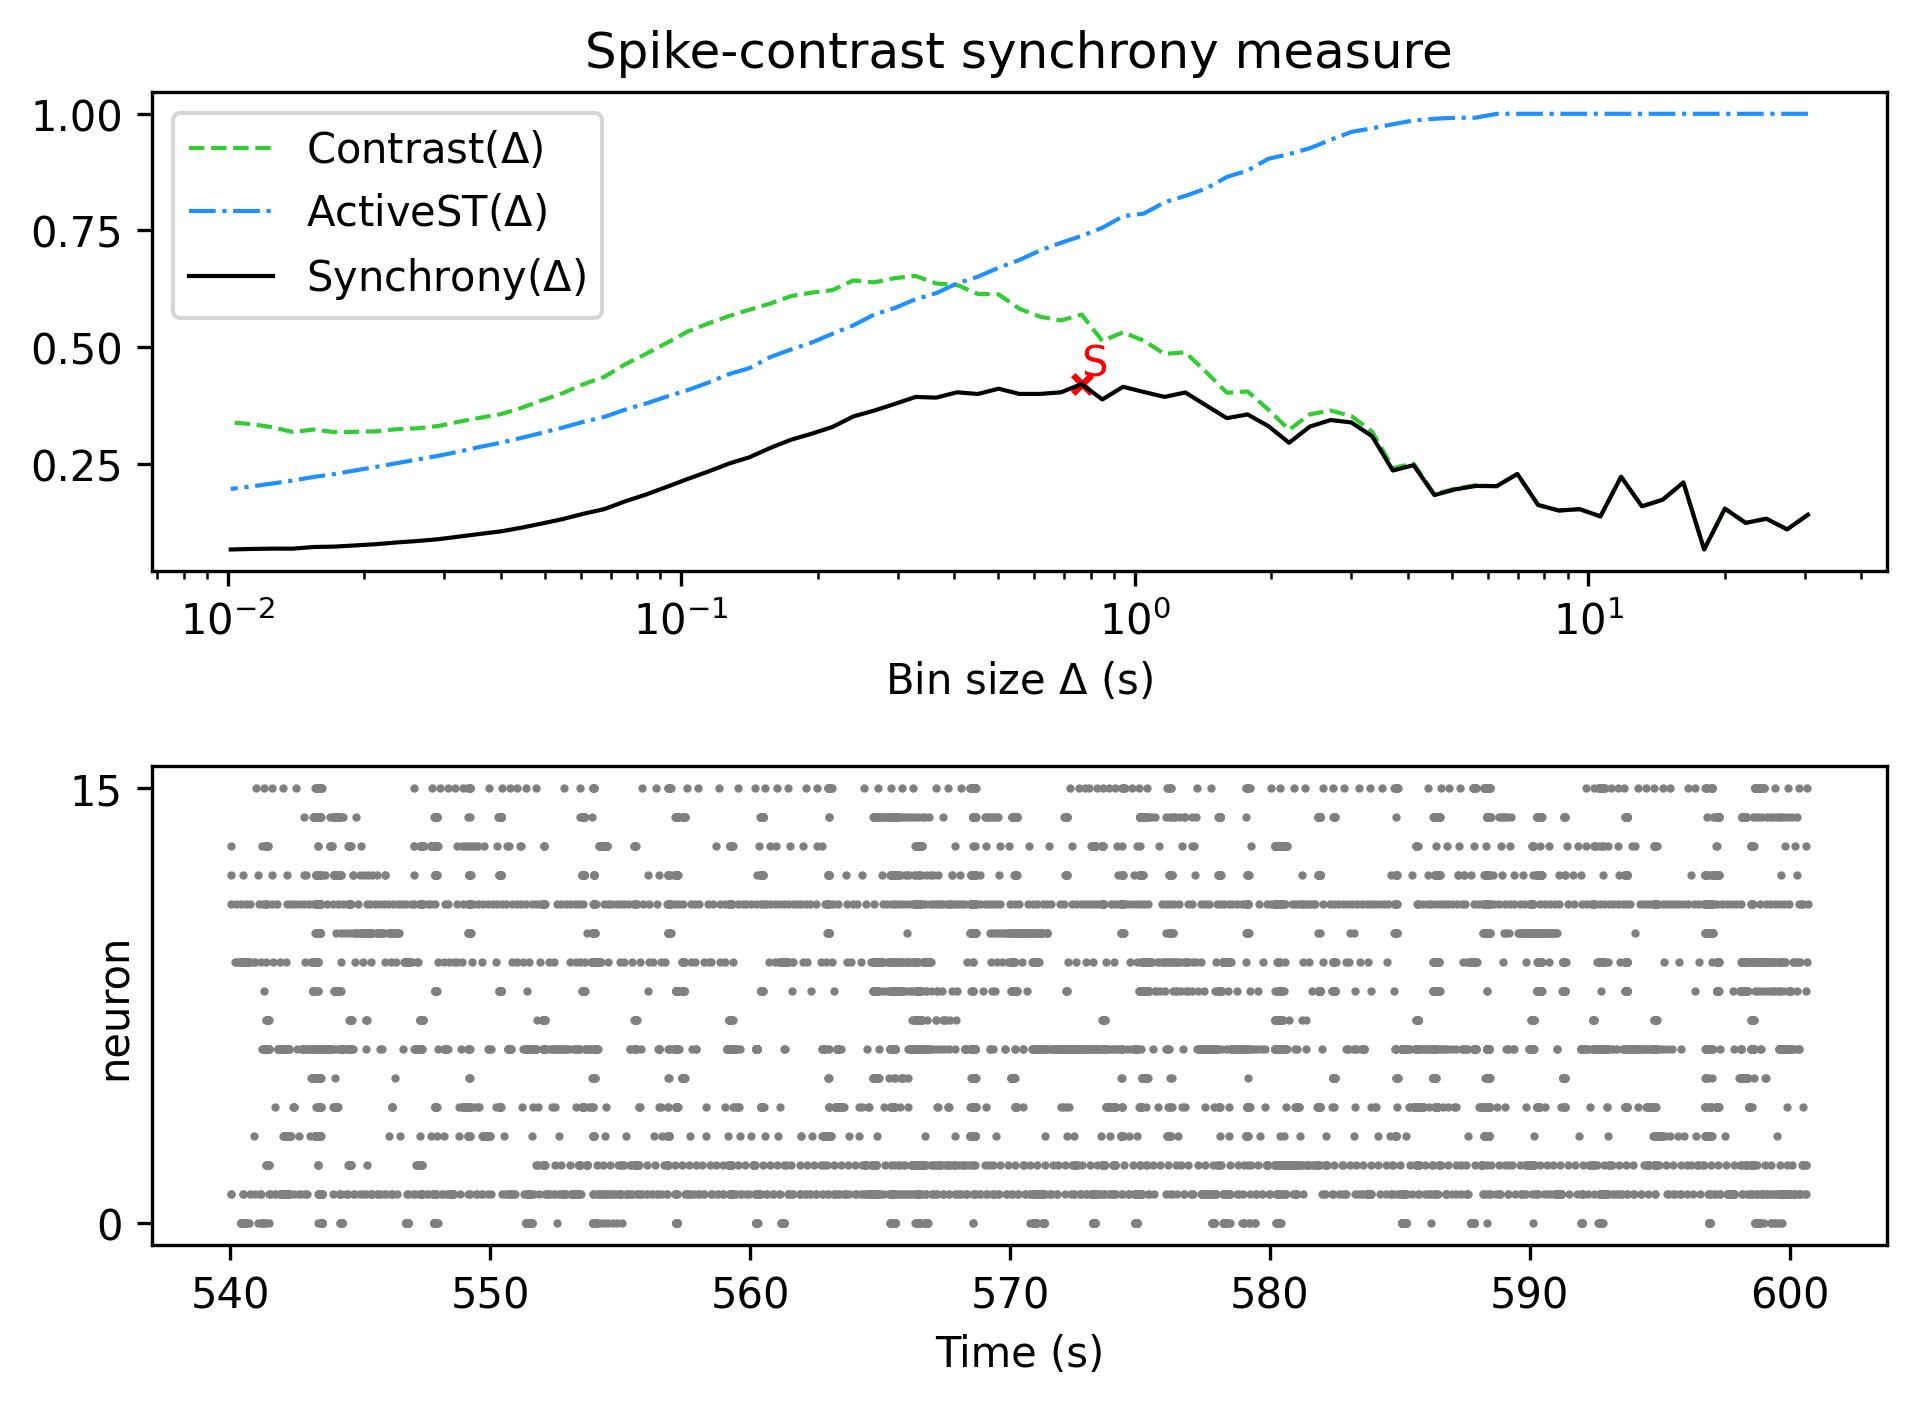 Spike-contrast synchrony measure
1.00
0.75
0.50
0.25
Contrast(Δ)
ActiveST(Δ)
Synchrony(Δ)
S
10⁻² 10⁻¹ 10⁰ 10¹
Bin size Δ (s)
15
0
neuron
540 550 560 570 580 590 600
Time (s)